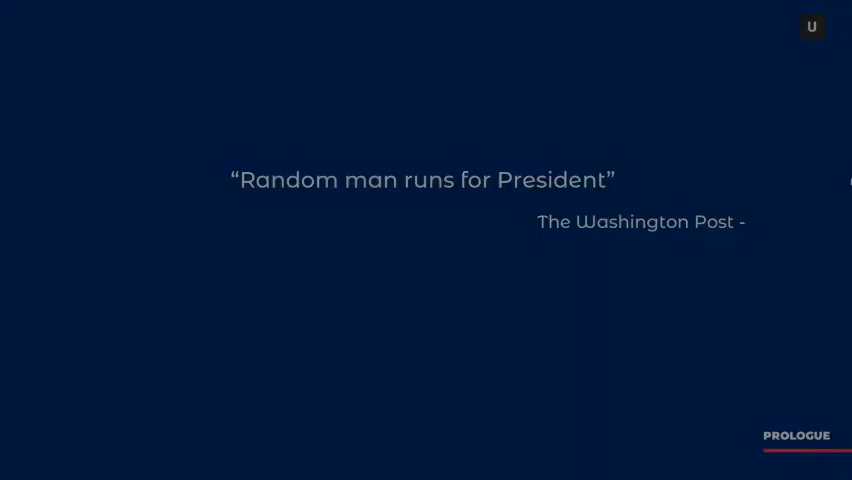 U
“Random man runs for President”
The Washington Post -
PROLOGUE